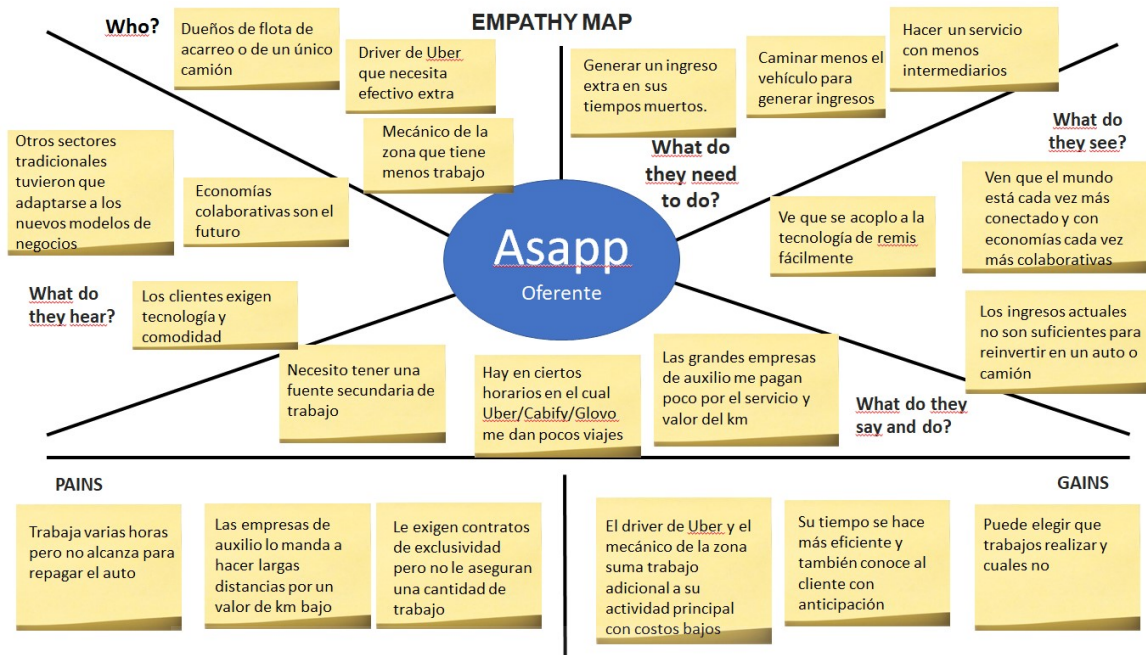 EMPATHY MAP
Who?
Dueños de flota de
acarreo o de un único
camión
Driver de Uber
que necesita
efectivo extra
Mecánico de la
zona que tiene
menos trabajo
Generar un ingreso
extra en sus
tiempos muertos.
Caminar menos el
vehículo para
generar ingresos
Hacer un servicio
con menos
intermediarios
What do
they need
to do?
What do
they see?
Ve que se acoplo a la
tecnología de remis
fácilmente
Ven que el mundo
está cada vez más
conectado y con
economías cada vez
más colaborativas
Los ingresos actuales
no son suficientes para
reinvertir en un auto o
camión
Otros sectores
tradicionales
tuvieron que
adaptarse a los
nuevos modelos de
negocios
Economías
colaborativas son el
futuro
What do
they hear?
Los clientes exigen
tecnología y
comodidad
Asapp
Oferente
Necesito tener una
fuente secundaria de
trabajo
Hay en ciertos
horarios en el cual
Uber/Cabify/Glovo
me dan pocos viajes
Las grandes empresas
de auxilio me pagan
poco por el servicio y
valor del km
What do they
say and do?
PAINS
Trabaja varias horas
pero no alcanza para
repagar el auto
Las empresas de
auxilio lo manda a
hacer largas
distancias por un
valor de km bajo
Le exigen contratos
de exclusividad
pero no le aseguran
una cantidad de
trabajo
GAINS
El driver de Uber y el
mecánico de la zona
suma trabajo
adicional a su
actividad principal
con costos bajos
Su tiempo se hace
más eficiente y
también conoce al
cliente con
anticipación
Puede elegir que
trabajos realizar y
cuales no